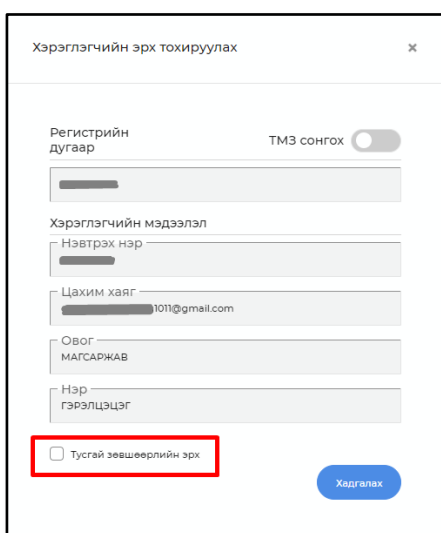 Хэрэглэгчийн эрх тохируулах
Регистрийн
дугаар
ТМЗ сонгох
Хэрэглэгчийн мэдээлэл
Нэвтрэх нэр
Цахим хаяг
1011@gmail.com
Овог
МАГСАРЖАВ
Нэр
ГЭРЭЛЦЭЦЭГ
Тусгай зөвшөөрлийн эрх
Хадгалах